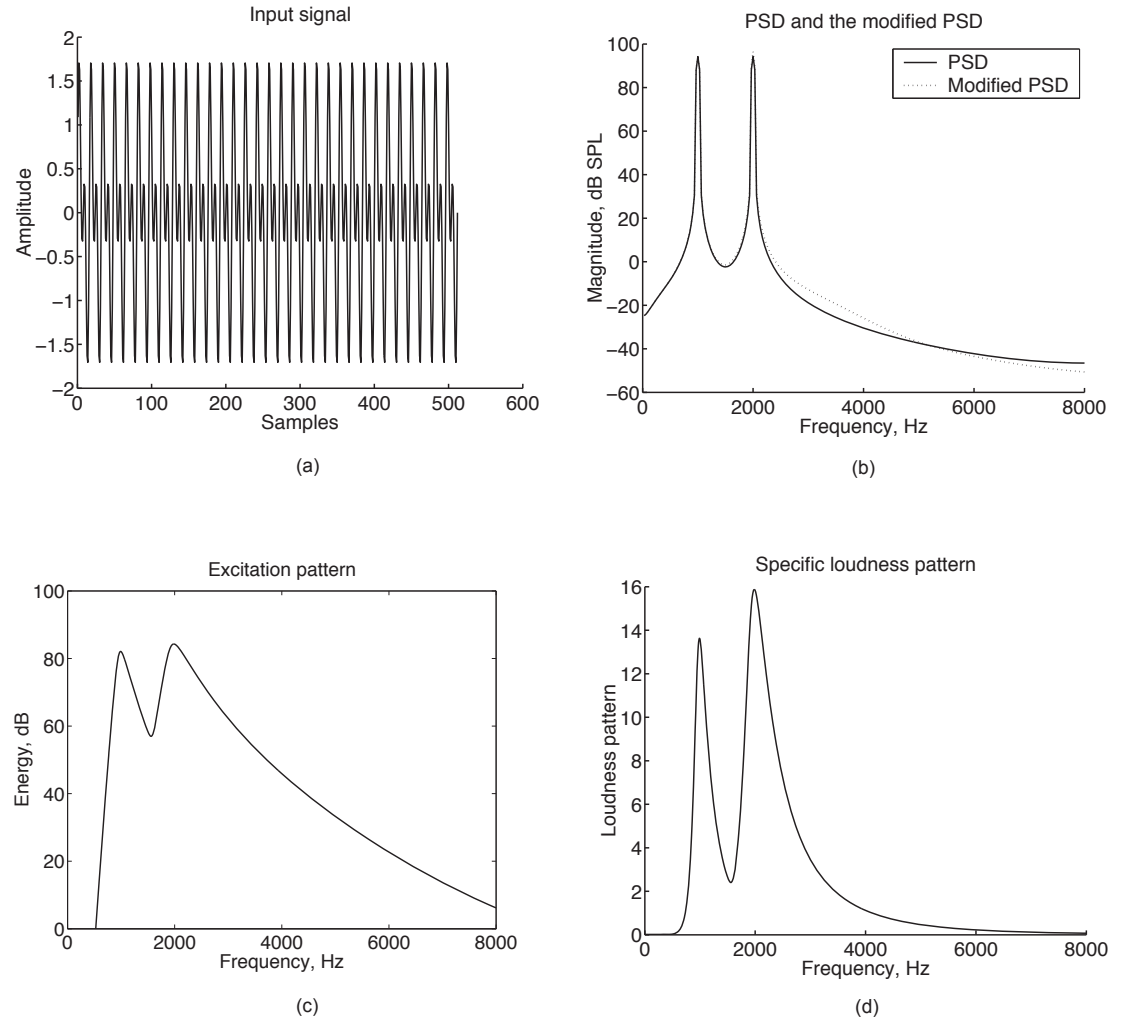 Input signal
2
1.5
1
0.5
0
−0.5
−1
−1.5
−2
Amplitude
0 100 200 300 400 500 600
Samples
(a)
PSD and the modified PSD
100
80
60
40
20
0
−20
−40
−60
Magnitude, dB SPL
PSD
Modified PSD
0 2000 4000 6000 8000
Frequency, Hz
(b)
Excitation pattern
100
80
60
40
20
0
Energy, dB
0 2000 4000 6000 8000
Frequency, Hz
(c)
Specific loudness pattern
16
14
12
10
8
6
4
2
0
Loudness pattern
0 2000 4000 6000 8000
Frequency, Hz
(d)